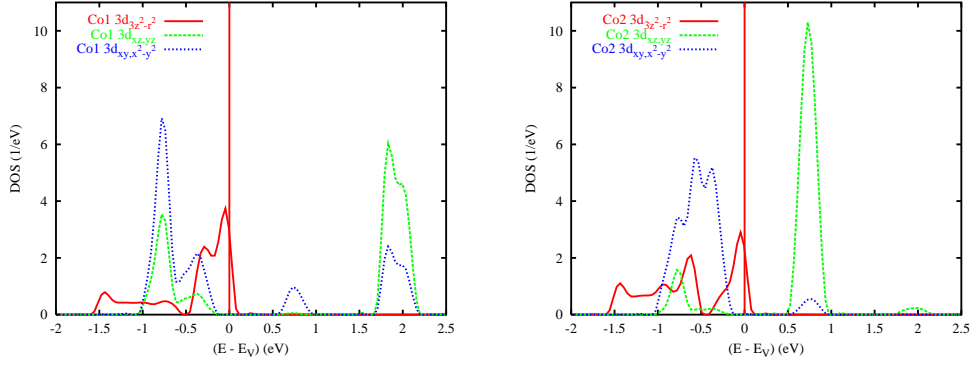 Co1 3d3z²-r²
Co1 3dxz,yz
Co1 3dxy,x²-y²
DOS (1/eV)
10
8
6
4
2
0
-2 -1.5 -1 -0.5 0 0.5 1 1.5 2 2.5
(E - EV) (eV)
Co2 3d3z²-r²
Co2 3dxz,yz
Co2 3dxy,x²-y²
DOS (1/eV)
10
8
6
4
2
0
-2 -1.5 -1 -0.5 0 0.5 1 1.5 2 2.5
(E - EV) (eV)